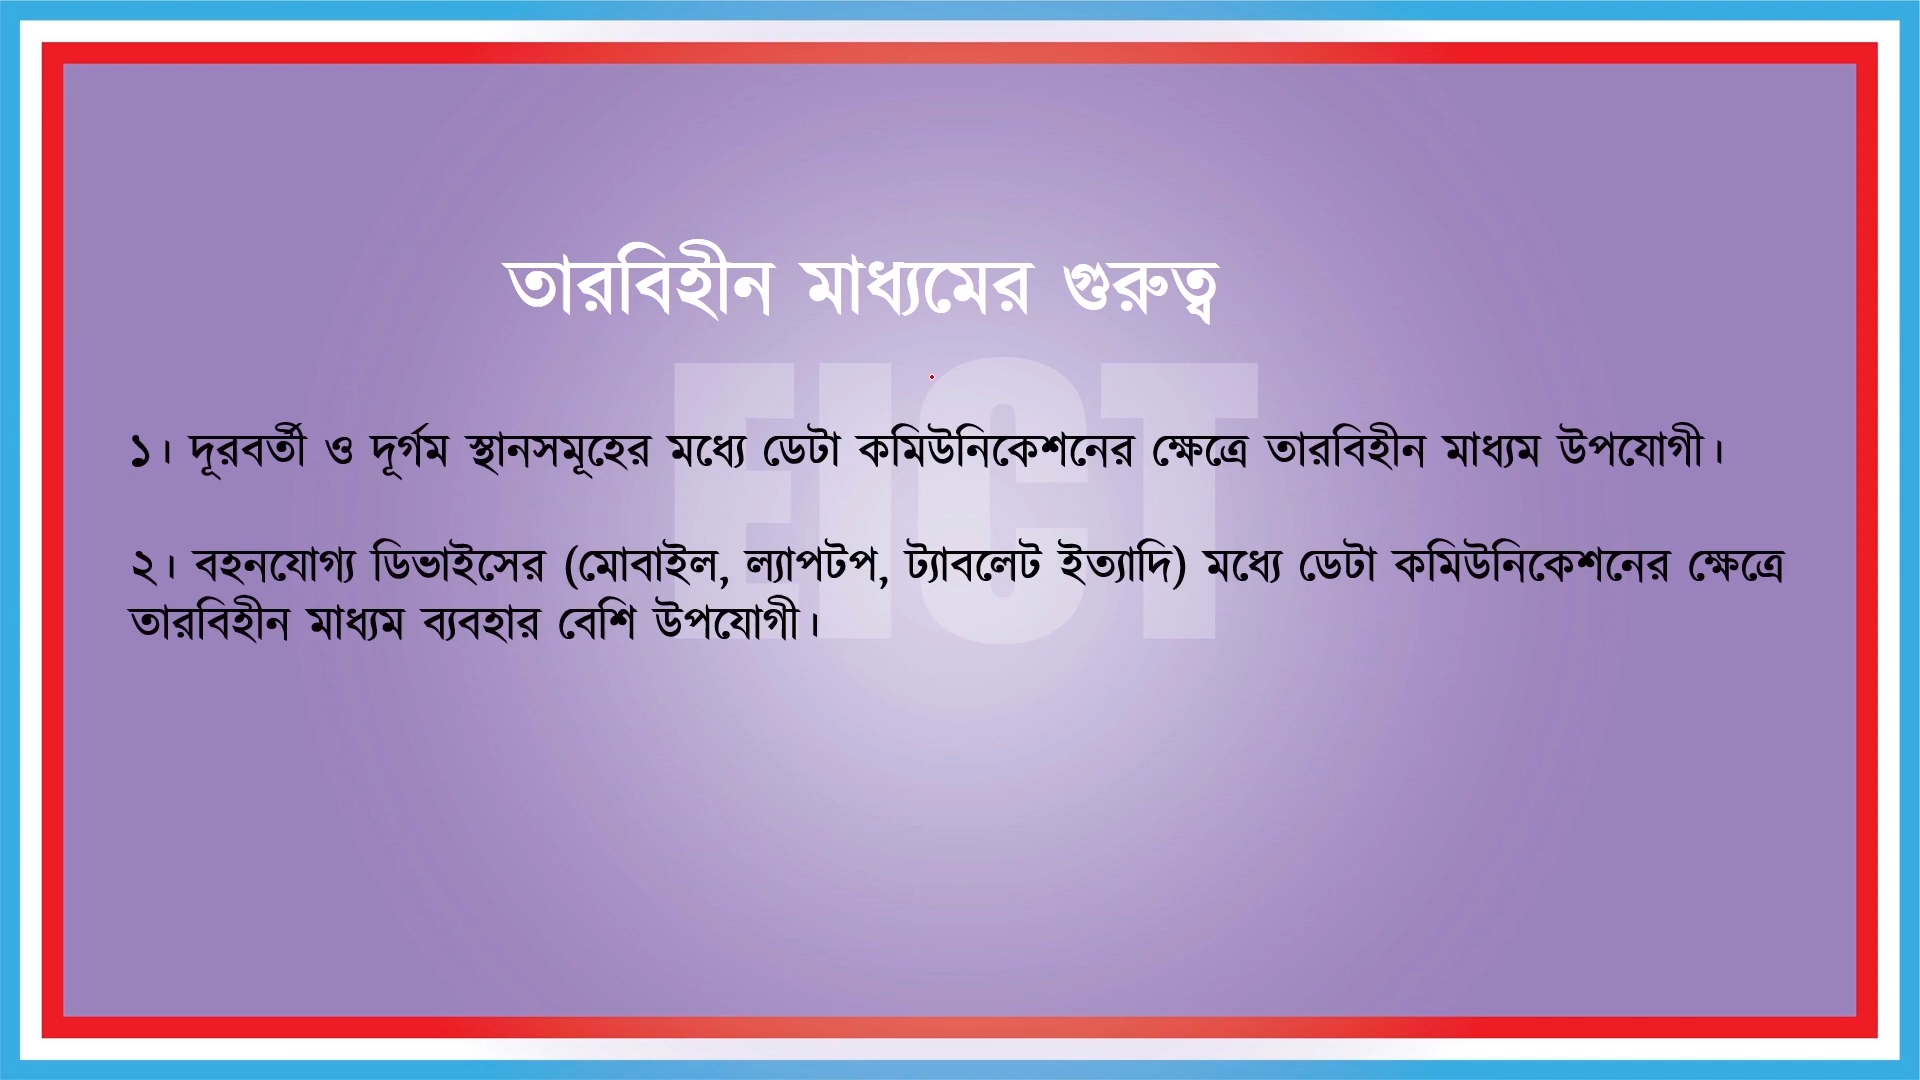 তারবিহীন মাধ্যমের গুরুত্ব
EICT
১। দূরবর্তী ও দূর্গম স্থানসমূহের মধ্যে ডেটা কমিউনিকেশনের ক্ষেত্রে তারবিহীন মাধ্যম উপযোগী।
২। বহনযোগ্য ডিভাইসের (মোবাইল, ল্যাপটপ, ট্যাবলেট ইত্যাদি) মধ্যে ডেটা কমিউনিকেশনের ক্ষেত্রে
তারবিহীন মাধ্যম ব্যবহার বেশি উপযোগী।